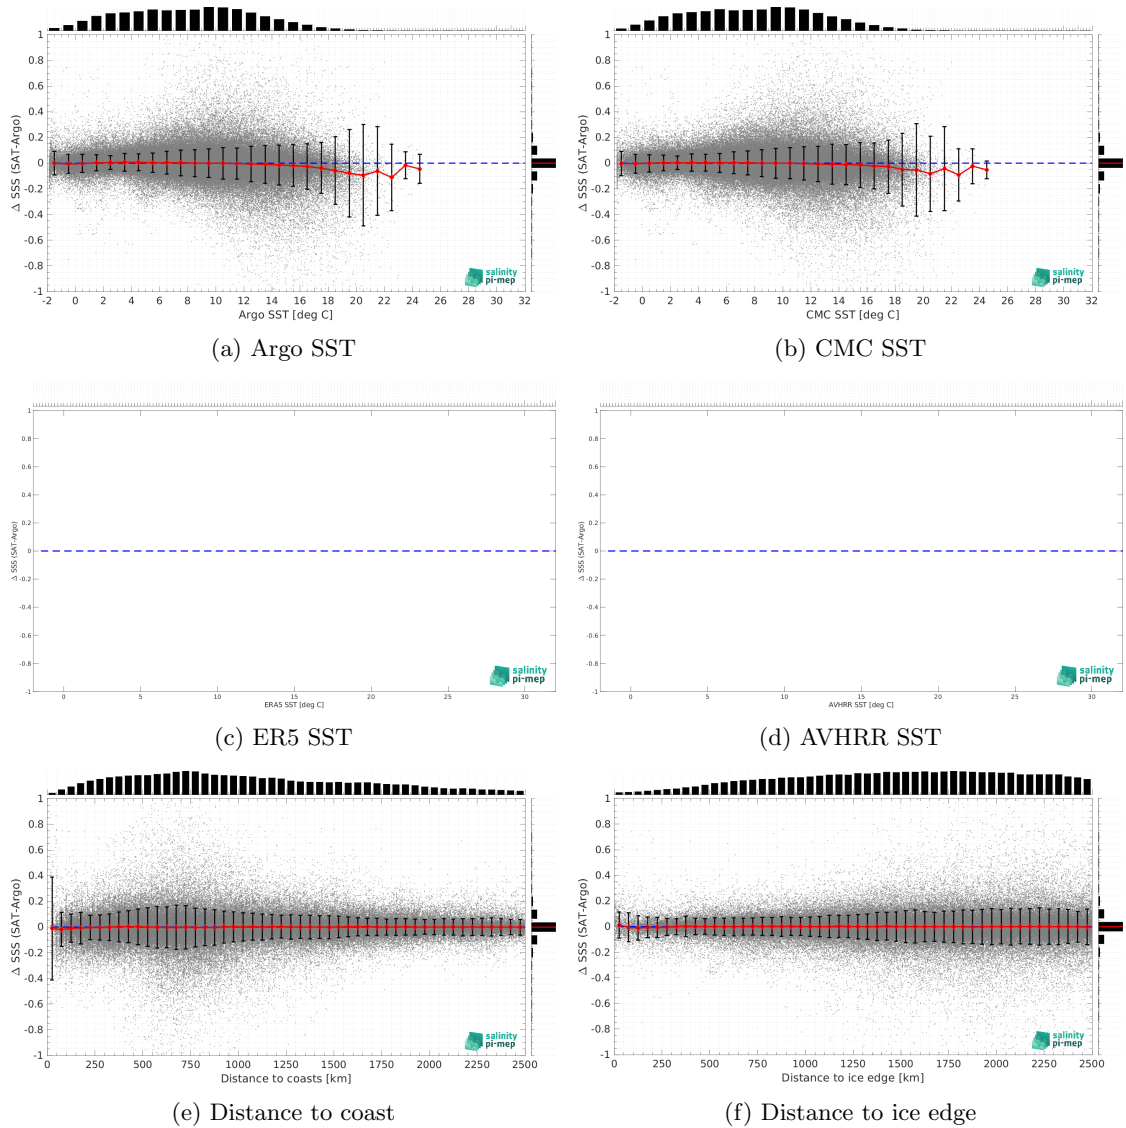 1
0.8
0.6
0.4
0.2
0
-0.2
-0.4
-0.6
-0.8
-1
Δ SSS (SAT-Argo)
salinity
pi-mep
-2 0 2 4 6 8 10 12 14 16 18 20 22 24 26 28 30 32
Argo SST [deg C]
(a) Argo SST
1
0.8
0.6
0.4
0.2
0
-0.2
-0.4
-0.6
-0.8
-1
Δ SSS (SAT-Argo)
salinity
pi-mep
-2 0 2 4 6 8 10 12 14 16 18 20 22 24 26 28 30 32
CMC SST [deg C]
(b) CMC SST
1
0.8
0.6
0.4
0.2
0
-0.2
-0.4
-0.6
-0.8
-1
Δ SSS (SAT-Argo)
salinity
pi-mep
0 5 10 15 20 25 30
ERA5 SST [deg C]
(c) ER5 SST
1
0.8
0.6
0.4
0.2
0
-0.2
-0.4
-0.6
-0.8
-1
Δ SSS (SAT-Argo)
salinity
pi-mep
0 5 10 15 20 25 30
AVHRR SST [deg C]
(d) AVHRR SST
1
0.8
0.6
0.4
0.2
0
-0.2
-0.4
-0.6
-0.8
-1
Δ SSS (SAT-Argo)
salinity
pi-mep
0 250 500 750 1000 1250 1500 1750 2000 2250 2500
Distance to coasts [km]
(e) Distance to coast
1
0.8
0.6
0.4
0.2
0
-0.2
-0.4
-0.6
-0.8
-1
Δ SSS (SAT-Argo)
salinity
pi-mep
0 250 500 750 1000 1250 1500 1750 2000 2250 2500
Distance to ice edge [km]
(f) Distance to ice edge